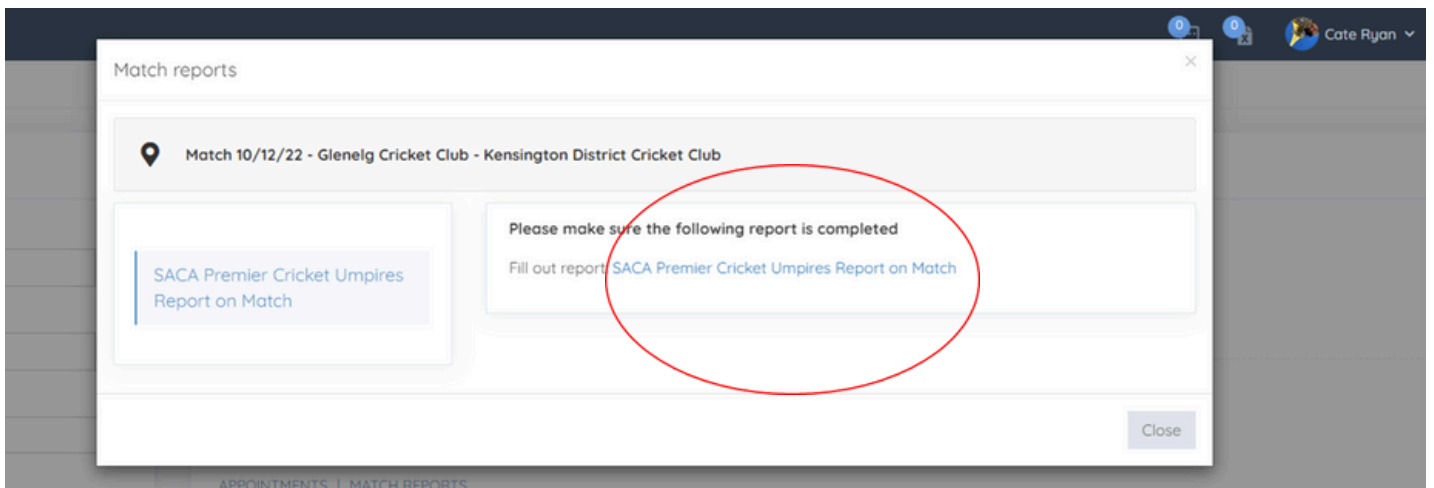 0 0 Cate Ryan
Match reports
Match 10/12/22 - Glenelg Cricket Club - Kensington District Cricket Club
Please make sure the following report is completed
Fill out report: SACA Premier Cricket Umpires Report on Match
SACA Premier Cricket Umpires
Report on Match
Close
APPOINTMENTS | MATCH REPORTS